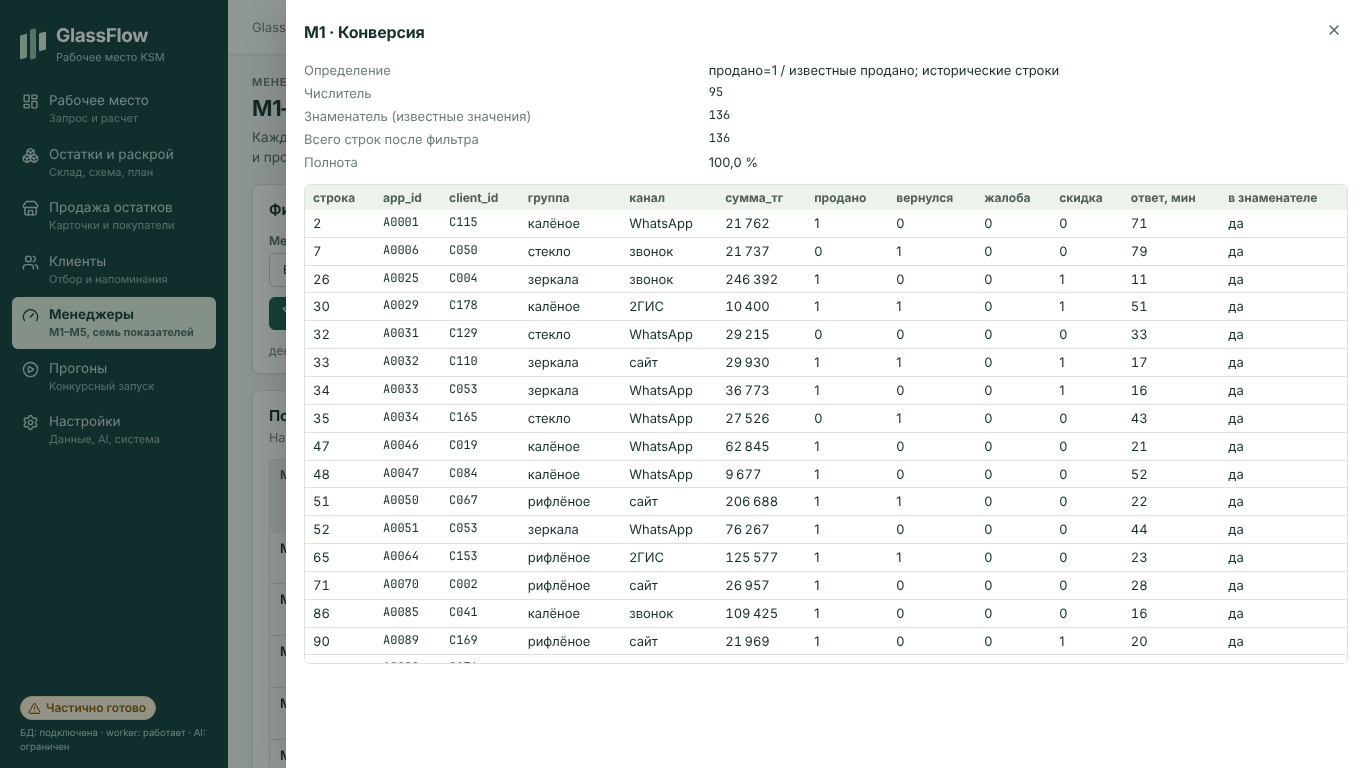 GlassFlow
Рабочее место KSM
Рабочее место
Запрос и расчет
Остатки и раскрой
Склад, схема, план
Продажа остатков
Карточки и покупатели
Клиенты
Отбор и напоминания
Менеджеры
M1–M5, семь показателей
Прогоны
Конкурсный запуск
Настройки
Данные, AI, система
Частично готово
БД: подключена · worker: работает · AI:
ограничен
M1 · Конверсия
Определение продано=1 / известные продано; исторические строки
Числитель 95
Знаменатель (известные значения) 136
Всего строк после фильтра 136
Полнота 100,0 %
строка app_id client_id группа канал сумма_тг продано вернулся жалоба скидка ответ, мин в знаменателе
2 A0001 C115 калёное WhatsApp 21 762 1 0 0 0 71 да
7 A0006 C050 стекло звонок 21 737 0 1 0 0 79 да
26 A0025 C004 зеркала звонок 246 392 1 0 0 1 11 да
30 A0029 C178 калёное 2ГИС 10 400 1 1 0 1 51 да
32 A0031 C129 стекло WhatsApp 29 215 0 0 0 0 33 да
33 A0032 C110 зеркала сайт 29 930 1 1 0 1 17 да
34 A0033 C053 зеркала WhatsApp 36 773 1 0 0 1 16 да
35 A0034 C165 стекло WhatsApp 27 526 0 1 0 0 43 да
47 A0046 C019 калёное WhatsApp 62 845 1 0 0 0 21 да
48 A0047 C084 калёное WhatsApp 9 677 1 0 0 0 52 да
51 A0050 C067 рифлёное сайт 206 688 1 1 0 0 22 да
52 A0051 C053 зеркала WhatsApp 76 267 1 0 0 0 44 да
65 A0064 C153 рифлёное 2ГИС 125 577 1 1 0 0 23 да
71 A0070 C002 рифлёное сайт 26 957 1 0 0 0 28 да
86 A0085 C041 калёное звонок 109 425 1 0 0 0 16 да
90 A0089 C169 рифлёное сайт 21 969 1 0 0 1 20 да